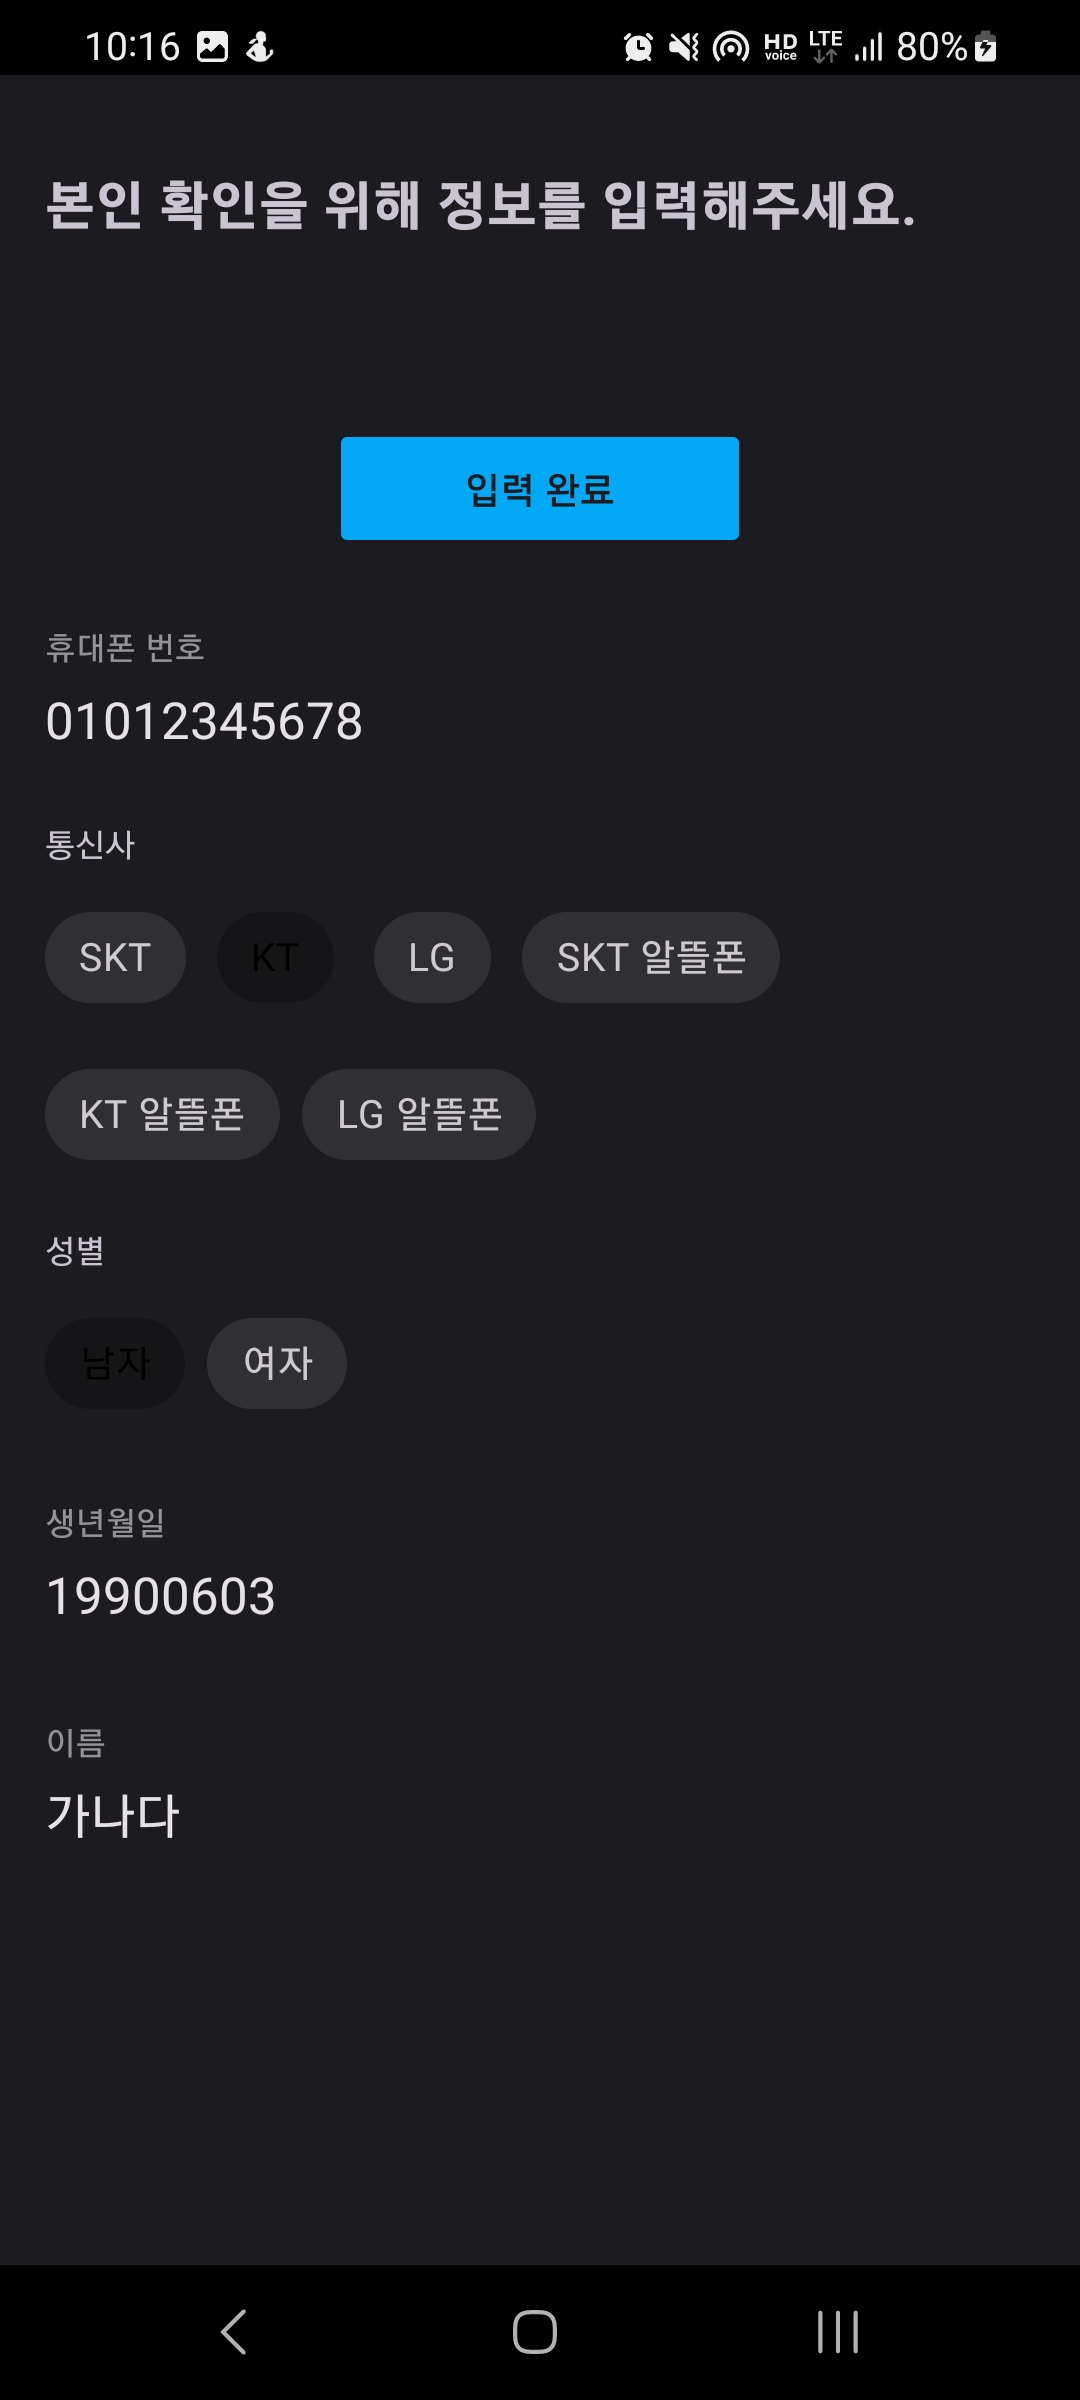 10:16 HD voice LTE 80%
본인 확인을 위해 정보를 입력해주세요.
입력 완료
휴대폰 번호
01012345678
통신사
SKT KT LG SKT 알뜰폰
KT 알뜰폰 LG 알뜰폰
성별
남자 여자
생년월일
19900603
이름
가나다